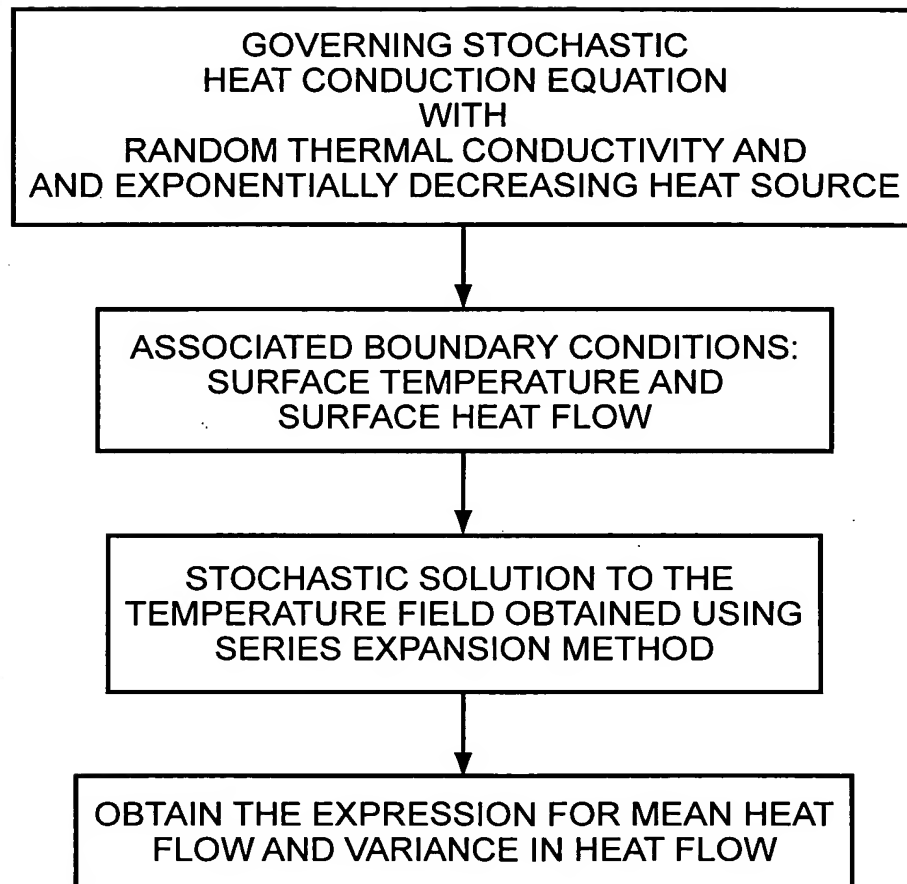 GOVERNING STOCHASTIC
HEAT CONDUCTION EQUATION
WITH
RANDOM THERMAL CONDUCTIVITY AND
AND EXPONENTIALLY DECREASING HEAT SOURCE
ASSOCIATED BOUNDARY CONDITIONS:
SURFACE TEMPERATURE AND
SURFACE HEAT FLOW
STOCHASTIC SOLUTION TO THE
TEMPERATURE FIELD OBTAINED USING
SERIES EXPANSION METHOD
OBTAIN THE EXPRESSION FOR MEAN HEAT
FLOW AND VARIANCE IN HEAT FLOW